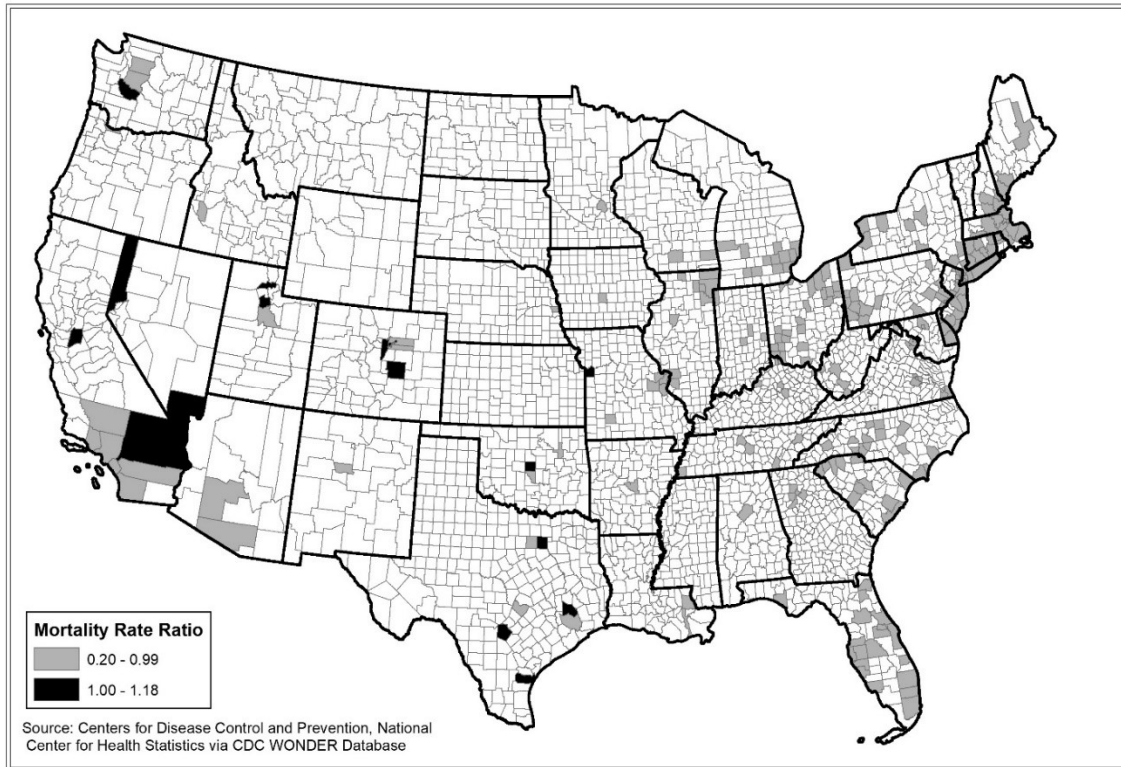 Mortality Rate Ratio
0.20 - 0.99
1.00 - 1.18
Source: Centers for Disease Control and Prevention, National
Center for Health Statistics via CDC WONDER Database